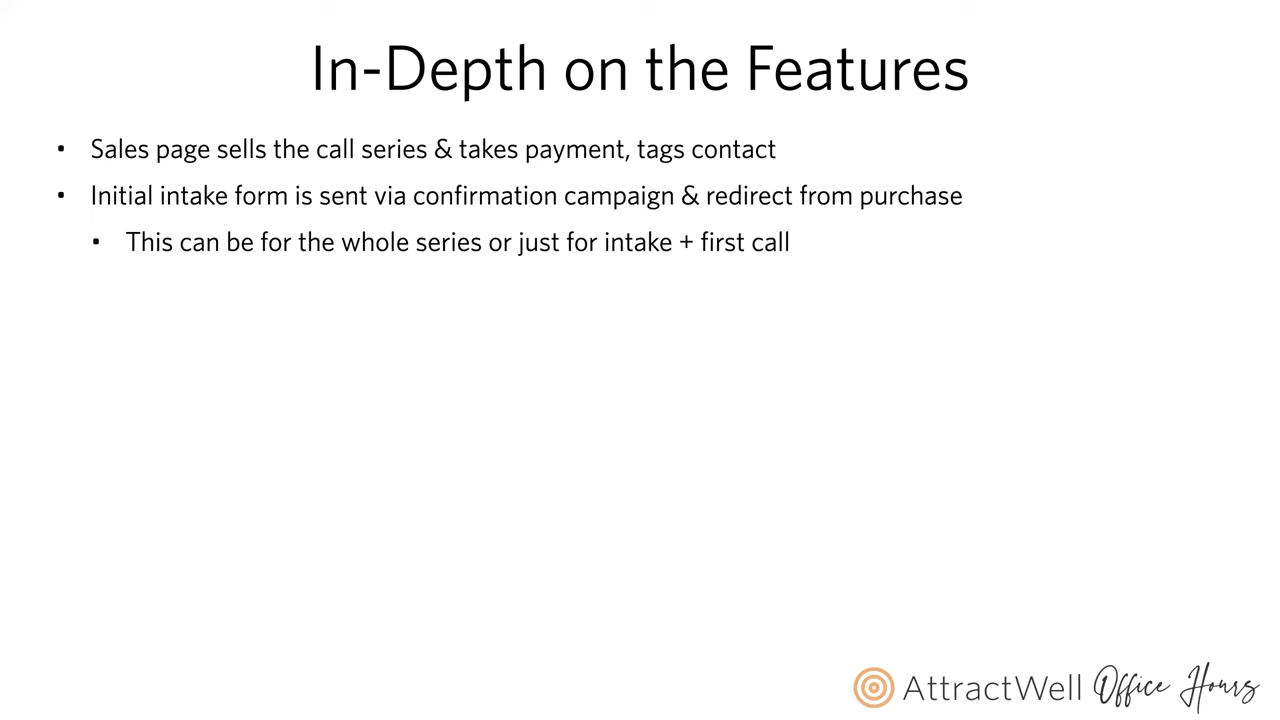 In-Depth on the Features
▪ Sales page sells the call series & takes payment, tags contact
▪ Initial intake form is sent via confirmation campaign & redirect from purchase
▪ This can be for the whole series or just for intake + first call
AttractWell Office Hours